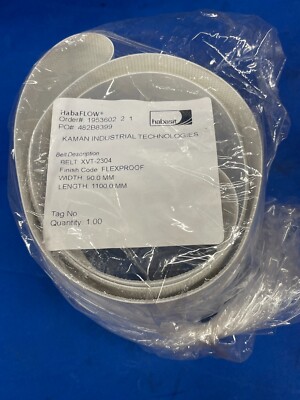 HabaFLOW®
Order#: 1953602 2 1
PO#: 462B8399
habasit
KAMAN INDUSTRIAL TECHNOLOGIES
Belt Description
BELT: XVT-2304
Finish Code: FLEXPROOF
WIDTH: 90.0 MM
LENGTH: 1100.0 MM
Tag No
Quantity: 1.00